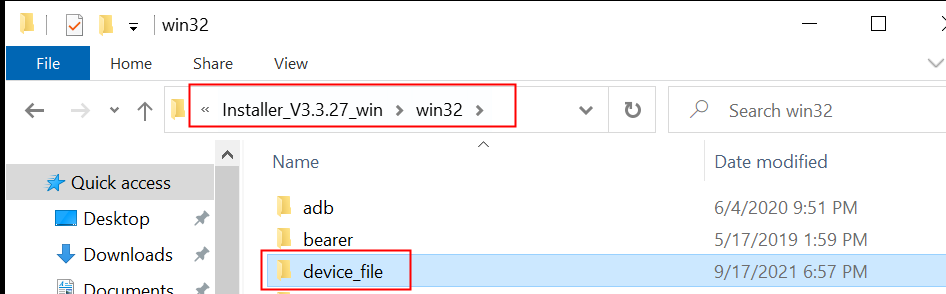 win32
File Home Share View
« Installer_V3.3.27_win > win32 > Search win32
Name Date modified
Quick access
Desktop
Downloads
Documents
adb 6/4/2020 9:51 PM
bearer 5/17/2019 1:59 PM
device_file 9/17/2021 6:57 PM